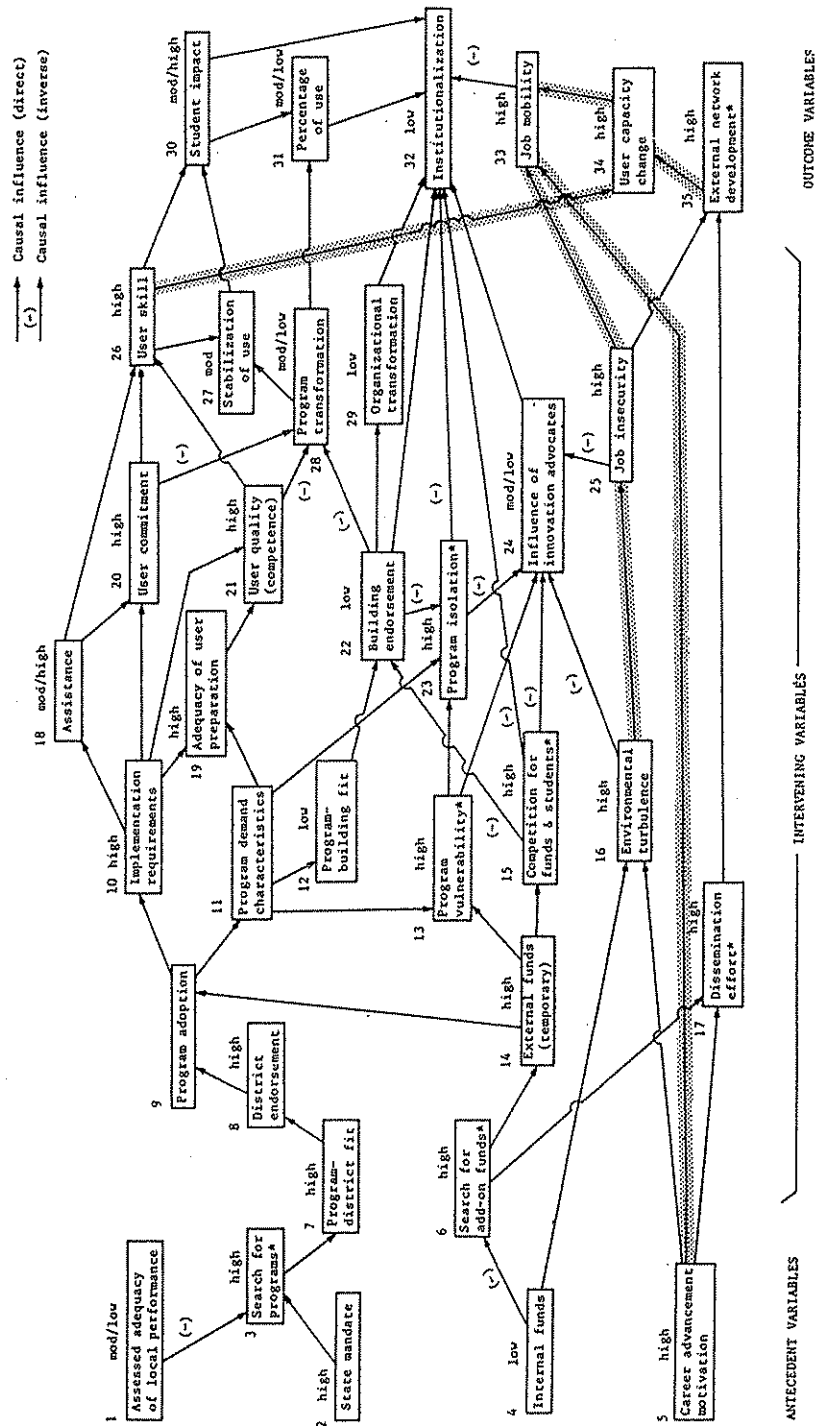 Causal influence (direct)
(-)
Causal influence (inverse)
1
mod/low
Assessed adequacy
of local performance
(-)
2
high
State mandate
3
high
Search for
programs*
4
low
Internal funds
(-)
5
high
Career advancement
motivation
6
high
Search for
add-on funds*
7
high
Program-
district fit
8
high
District
endorsement
9
Program adoption
10 high
Implementation
requirements
11
Program demand
characteristics
12
low
Program-
building fit
13
high
Program
vulnerability*
14
high
External funds
(temporary)
15
high
Competition for
funds & students*
(-)
(-)
(-)
(-)
16
high
Environmental
turbulence
(-)
17
high
Dissemination
effort*
18 mod/high
Assistance
19
high
Adequacy of user
preparation
20
high
User commitment
(-)
21
high
User quality
(competence)
(-)
22
low
Building
endorsement
(-)
(-)
23
high
Program isolation*
(-)
(-)
24
mod/low
Influence of
innovation advocates
25
high
Job insecurity
(-)
26
high
User skill
27 mod
Stabilization
of use
28
mod/low
Program
transformation
29
low
Organizational
transformation
30
mod/high
Student impact
31
mod/low
Percentage
of use
32
low
Institutionalization
(-)
33
high
Job mobility
34
high
User capacity
change
35
high
External network
development*
ANTECEDENT VARIABLES
INTERVENING VARIABLES
OUTCOME VARIABLES